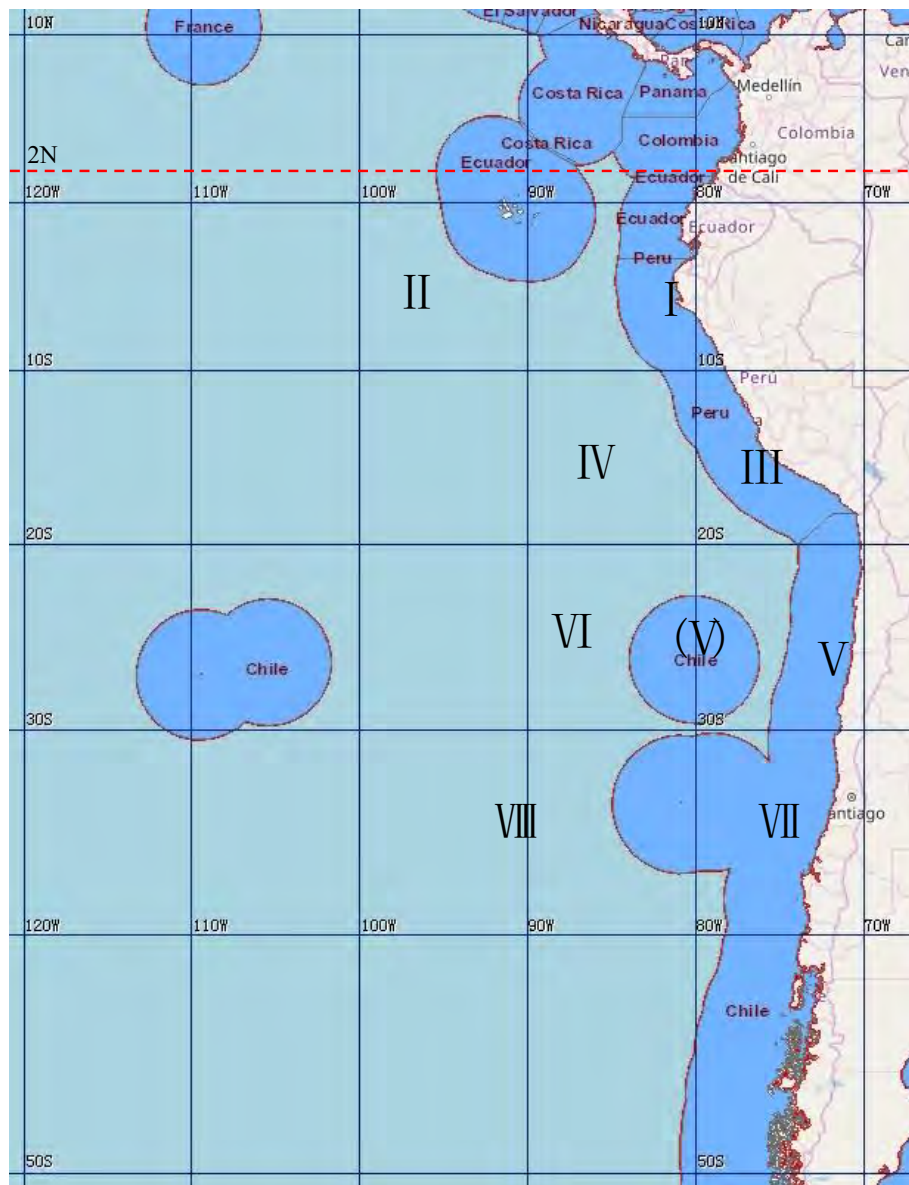 El Salvador
10N
France
Nicaragua
Costa Rica
10N
Car
Pan
Ven
Costa Rica
Panama
Medellín
Colombia
Costa Rica
Colombia
2N
Ecuador
Santiago
de Cali
Ecuador
120W
110W
100W
90W
80W
70W
Ecuador
Ecuador
Peru
II
I
10S
10S
Perú
Peru
a
IV
III
20S
20S
VI
(V)
V
Chile
Chile
30S
30S
VIII
VII
antiago
120W
110W
100W
90W
80W
70W
Chile
50S
50S